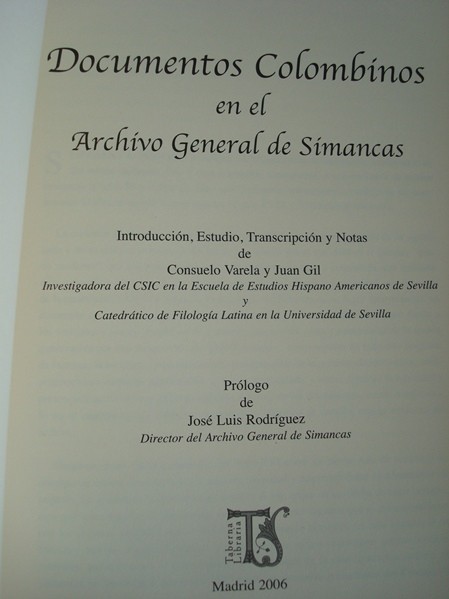 Documentos Colombinos
en el
Archivo General de Simancas
Introducción, Estudio, Transcripción y Notas
de
Consuelo Varela y Juan Gil
Investigadora del CSIC en la Escuela de Estudios Hispano Americanos de Sevilla
y
Catedrático de Filología Latina en la Universidad de Sevilla
Prólogo
de
José Luis Rodríguez
Director del Archivo General de Simancas
Taberna
Libraria
Madrid 2006